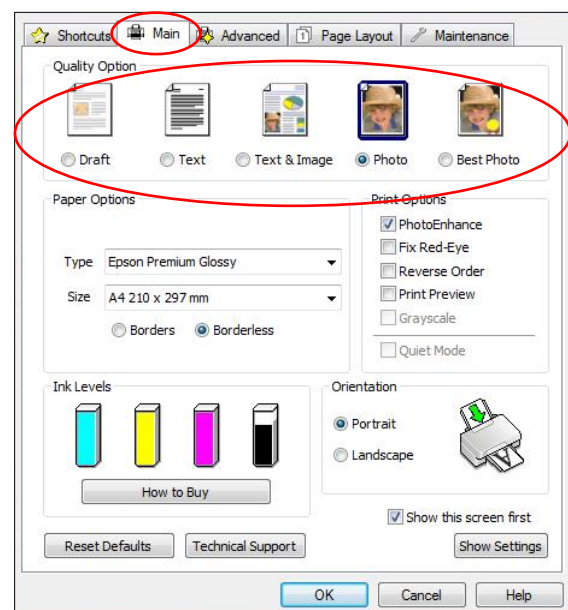 Shortcuts Main Advanced Page Layout Maintenance
Quality Option
Draft Text Text & Image Photo Best Photo
Paper Options
Type Epson Premium Glossy
Size A4 210 x 297 mm
Borders Borderless
Print Options
PhotoEnhance
Fix Red-Eye
Reverse Order
Print Preview
Grayscale
Quiet Mode
Ink Levels
How to Buy
Orientation
Portrait
Landscape
Show this screen first
Reset Defaults Technical Support Show Settings
OK Cancel Help